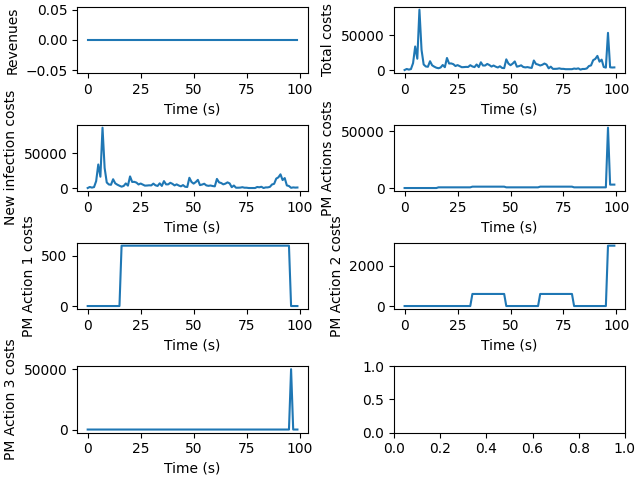 Revenues
0.05
0.00
−0.05
0 25 50 75 100
Time (s)
Total costs
50000
0
0 25 50 75 100
Time (s)
New infection costs
50000
0
0 25 50 75 100
Time (s)
PM Actions costs
50000
0
0 25 50 75 100
Time (s)
PM Action 1 costs
500
0
0 25 50 75 100
Time (s)
PM Action 2 costs
2000
0
0 25 50 75 100
Time (s)
PM Action 3 costs
50000
0
0 25 50 75 100
Time (s)
1.0
0.5
0.0
0.0 0.2 0.4 0.6 0.8 1.0